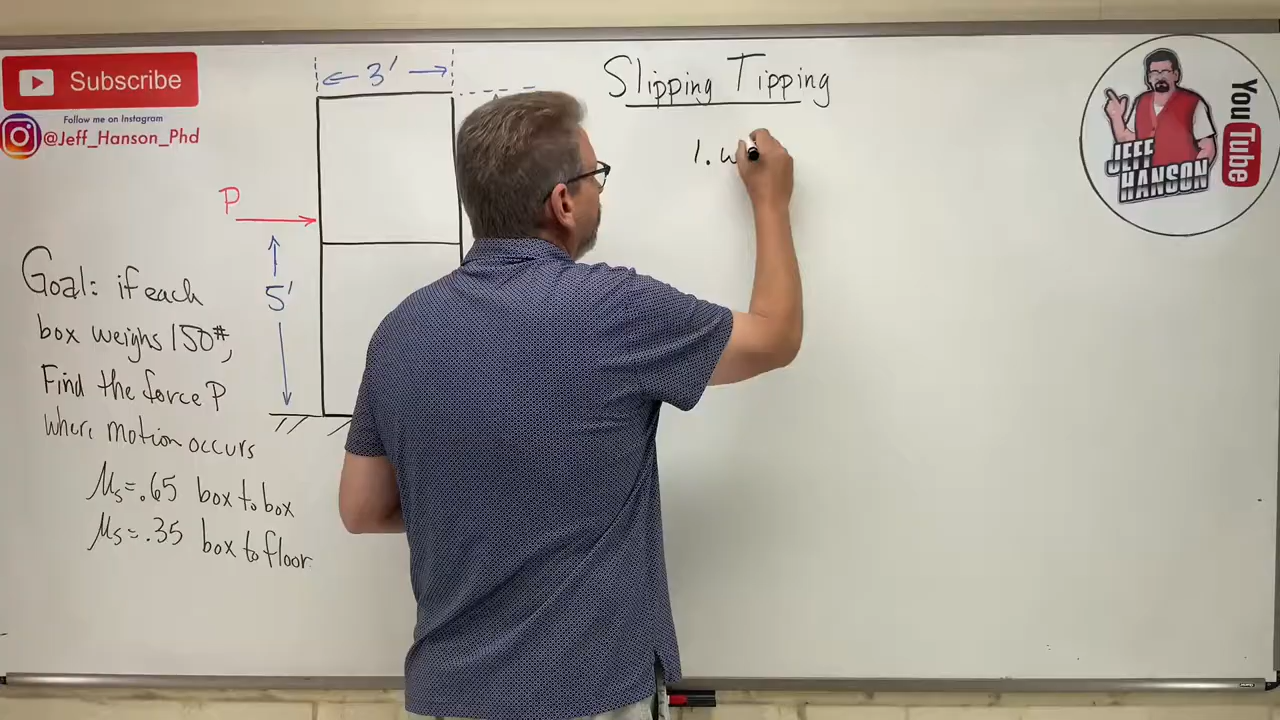 Subscribe
Follow me on Instagram
@Jeff_Hanson_Phd
3'
Slipping Tipping
1. w
P
5'
Goal: if each
box weighs 150#,
Find the force P
where motion occurs
μs=.65 box to box
μs=.35 box to floor
JEFF
HANSON
YouTube